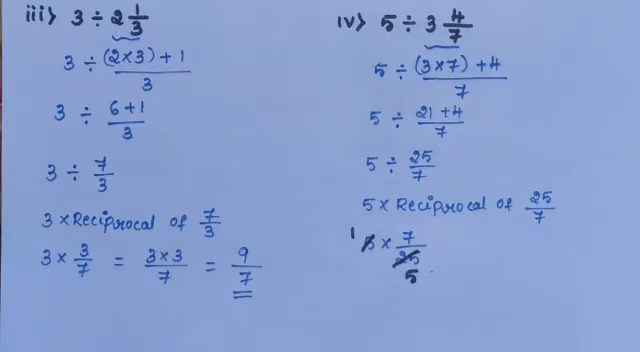 iii) 3 ÷ 2 1/3
3 ÷ (2×3)+1/3
3 ÷ 6+1/3
3 ÷ 7/3
3 × Reciprocal of 7/3
3 × 3/7 = 3×3/7 = 9/7
iv) 5 ÷ 3 4/7
5 ÷ (3×7)+4/7
5 ÷ 21+4/7
5 ÷ 25/7
5 × Reciprocal of 25/7
1 5 × 7/25
5